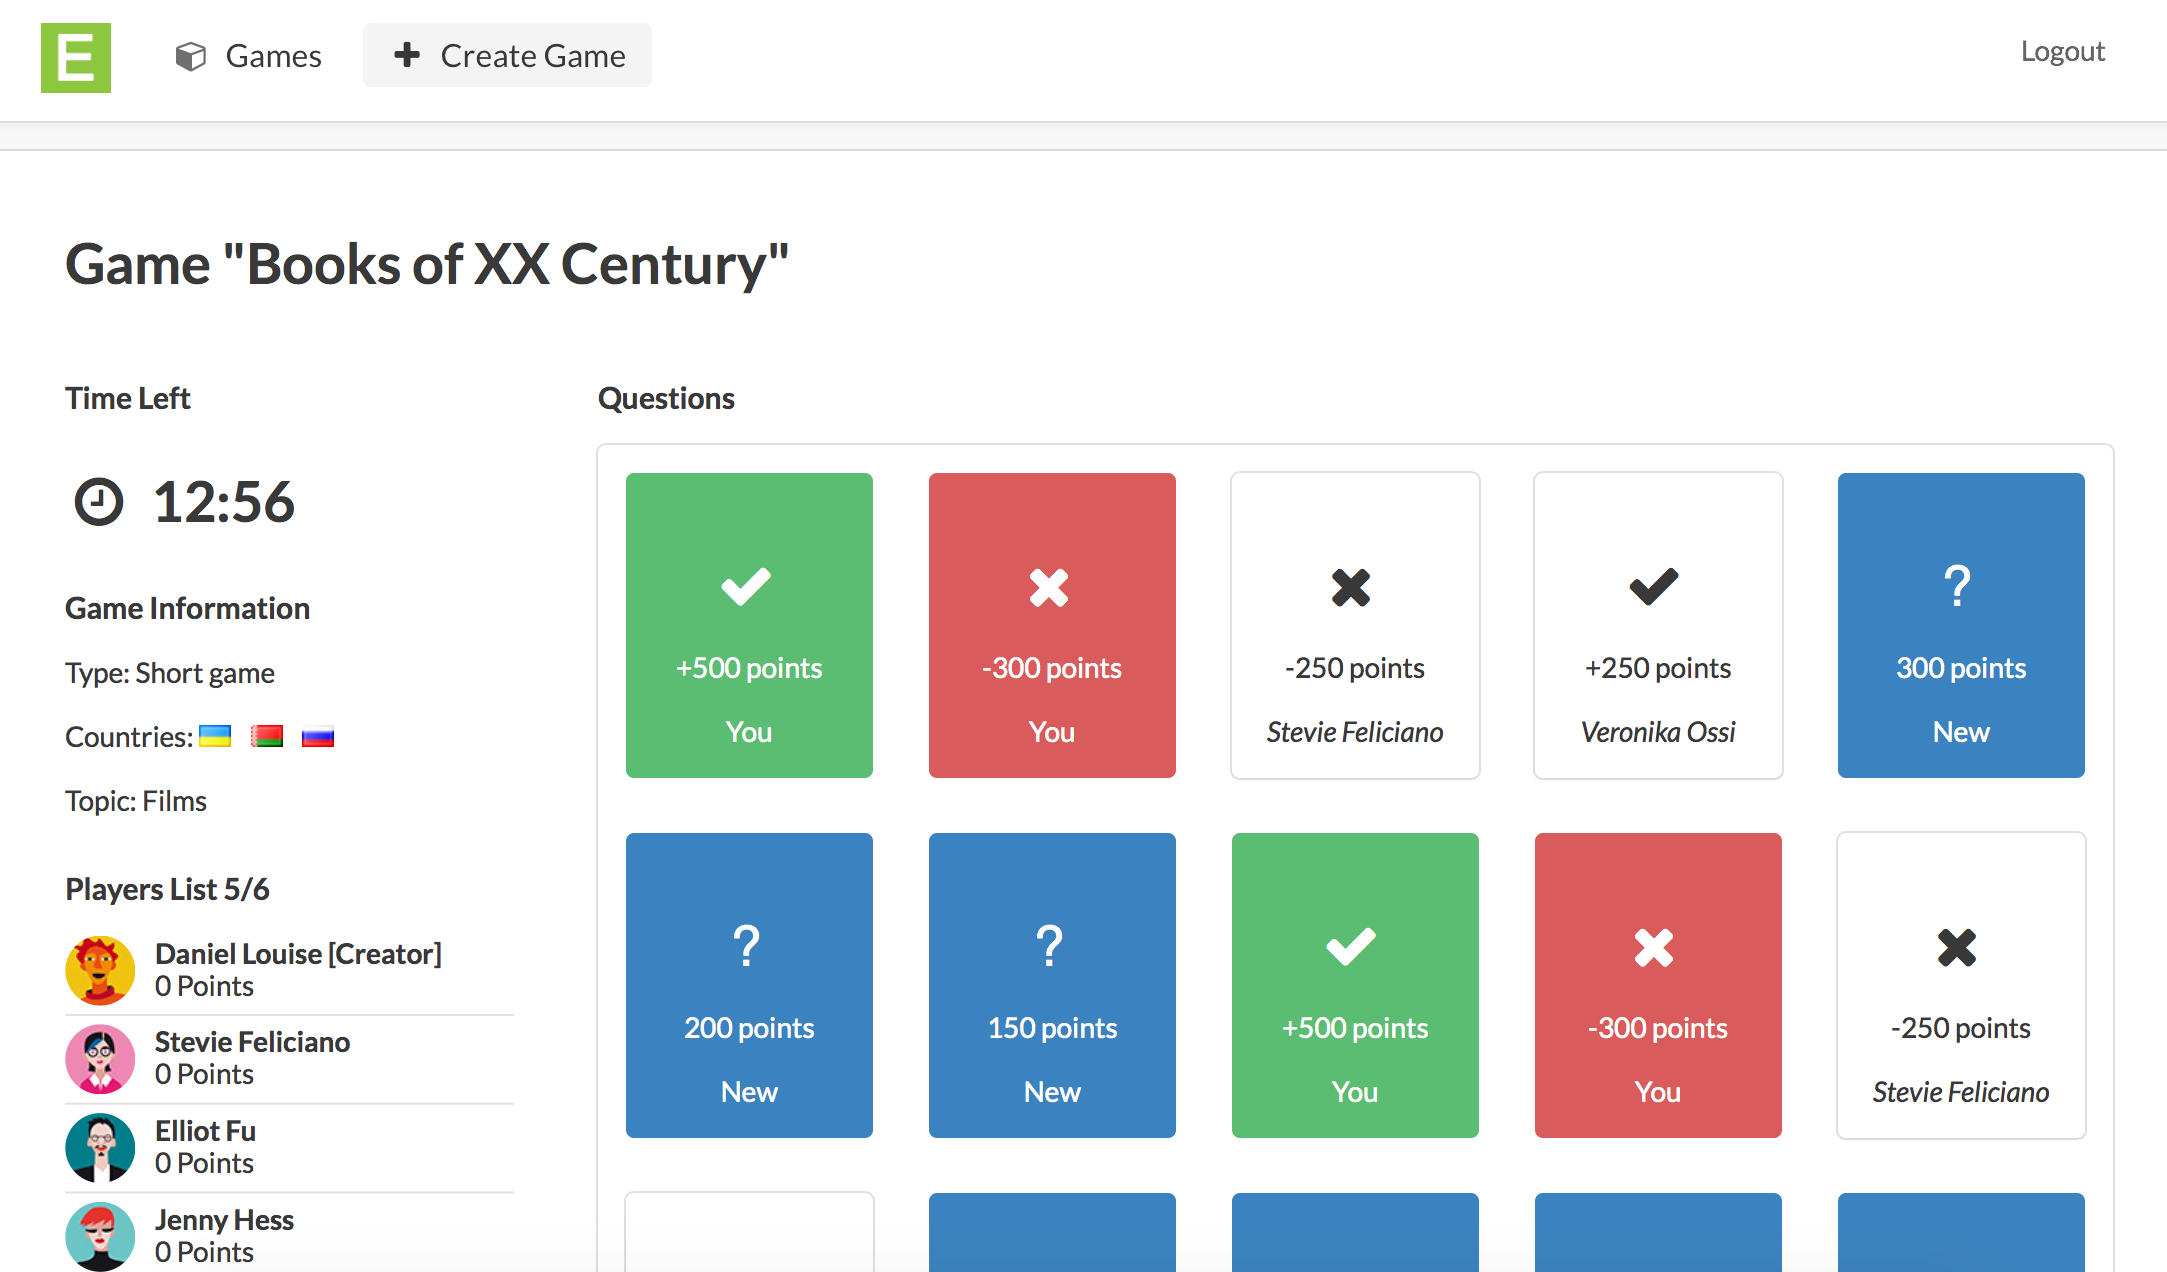 E
Games
Create Game
Logout
Game "Books of XX Century"
Time Left
12:56
Game Information
Type: Short game
Countries:
Topic: Films
Players List 5/6
Daniel Louise [Creator]
0 Points
Stevie Feliciano
0 Points
Elliot Fu
0 Points
Jenny Hess
0 Points
Questions
+500 points
You
-300 points
You
-250 points
Stevie Feliciano
+250 points
Veronika Ossi
?
300 points
New
?
200 points
New
?
150 points
New
+500 points
You
-300 points
You
-250 points
Stevie Feliciano